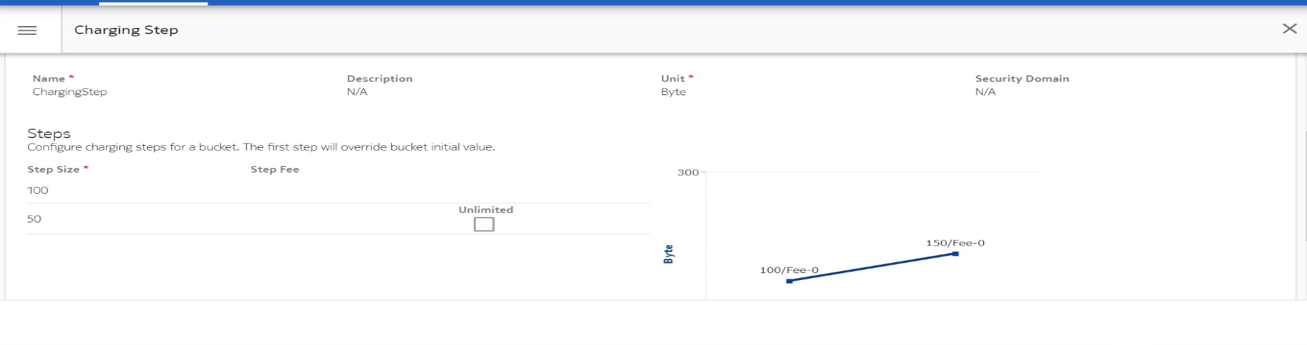 Charging Step
Name * Description Unit * Security Domain
ChargingStep N/A Byte N/A
Steps
Configure charging steps for a bucket. The first step will override bucket initial value.
Step Size * Step Fee
300
100
Unlimited
50
Byte
150/Fee-0
100/Fee-0